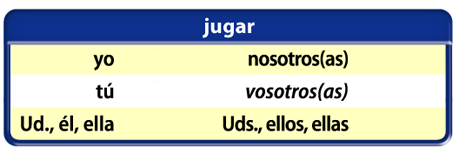 jugar
yo nosotros(as)
tú vosotros(as)
Ud., él, ella Uds., ellos, ellas